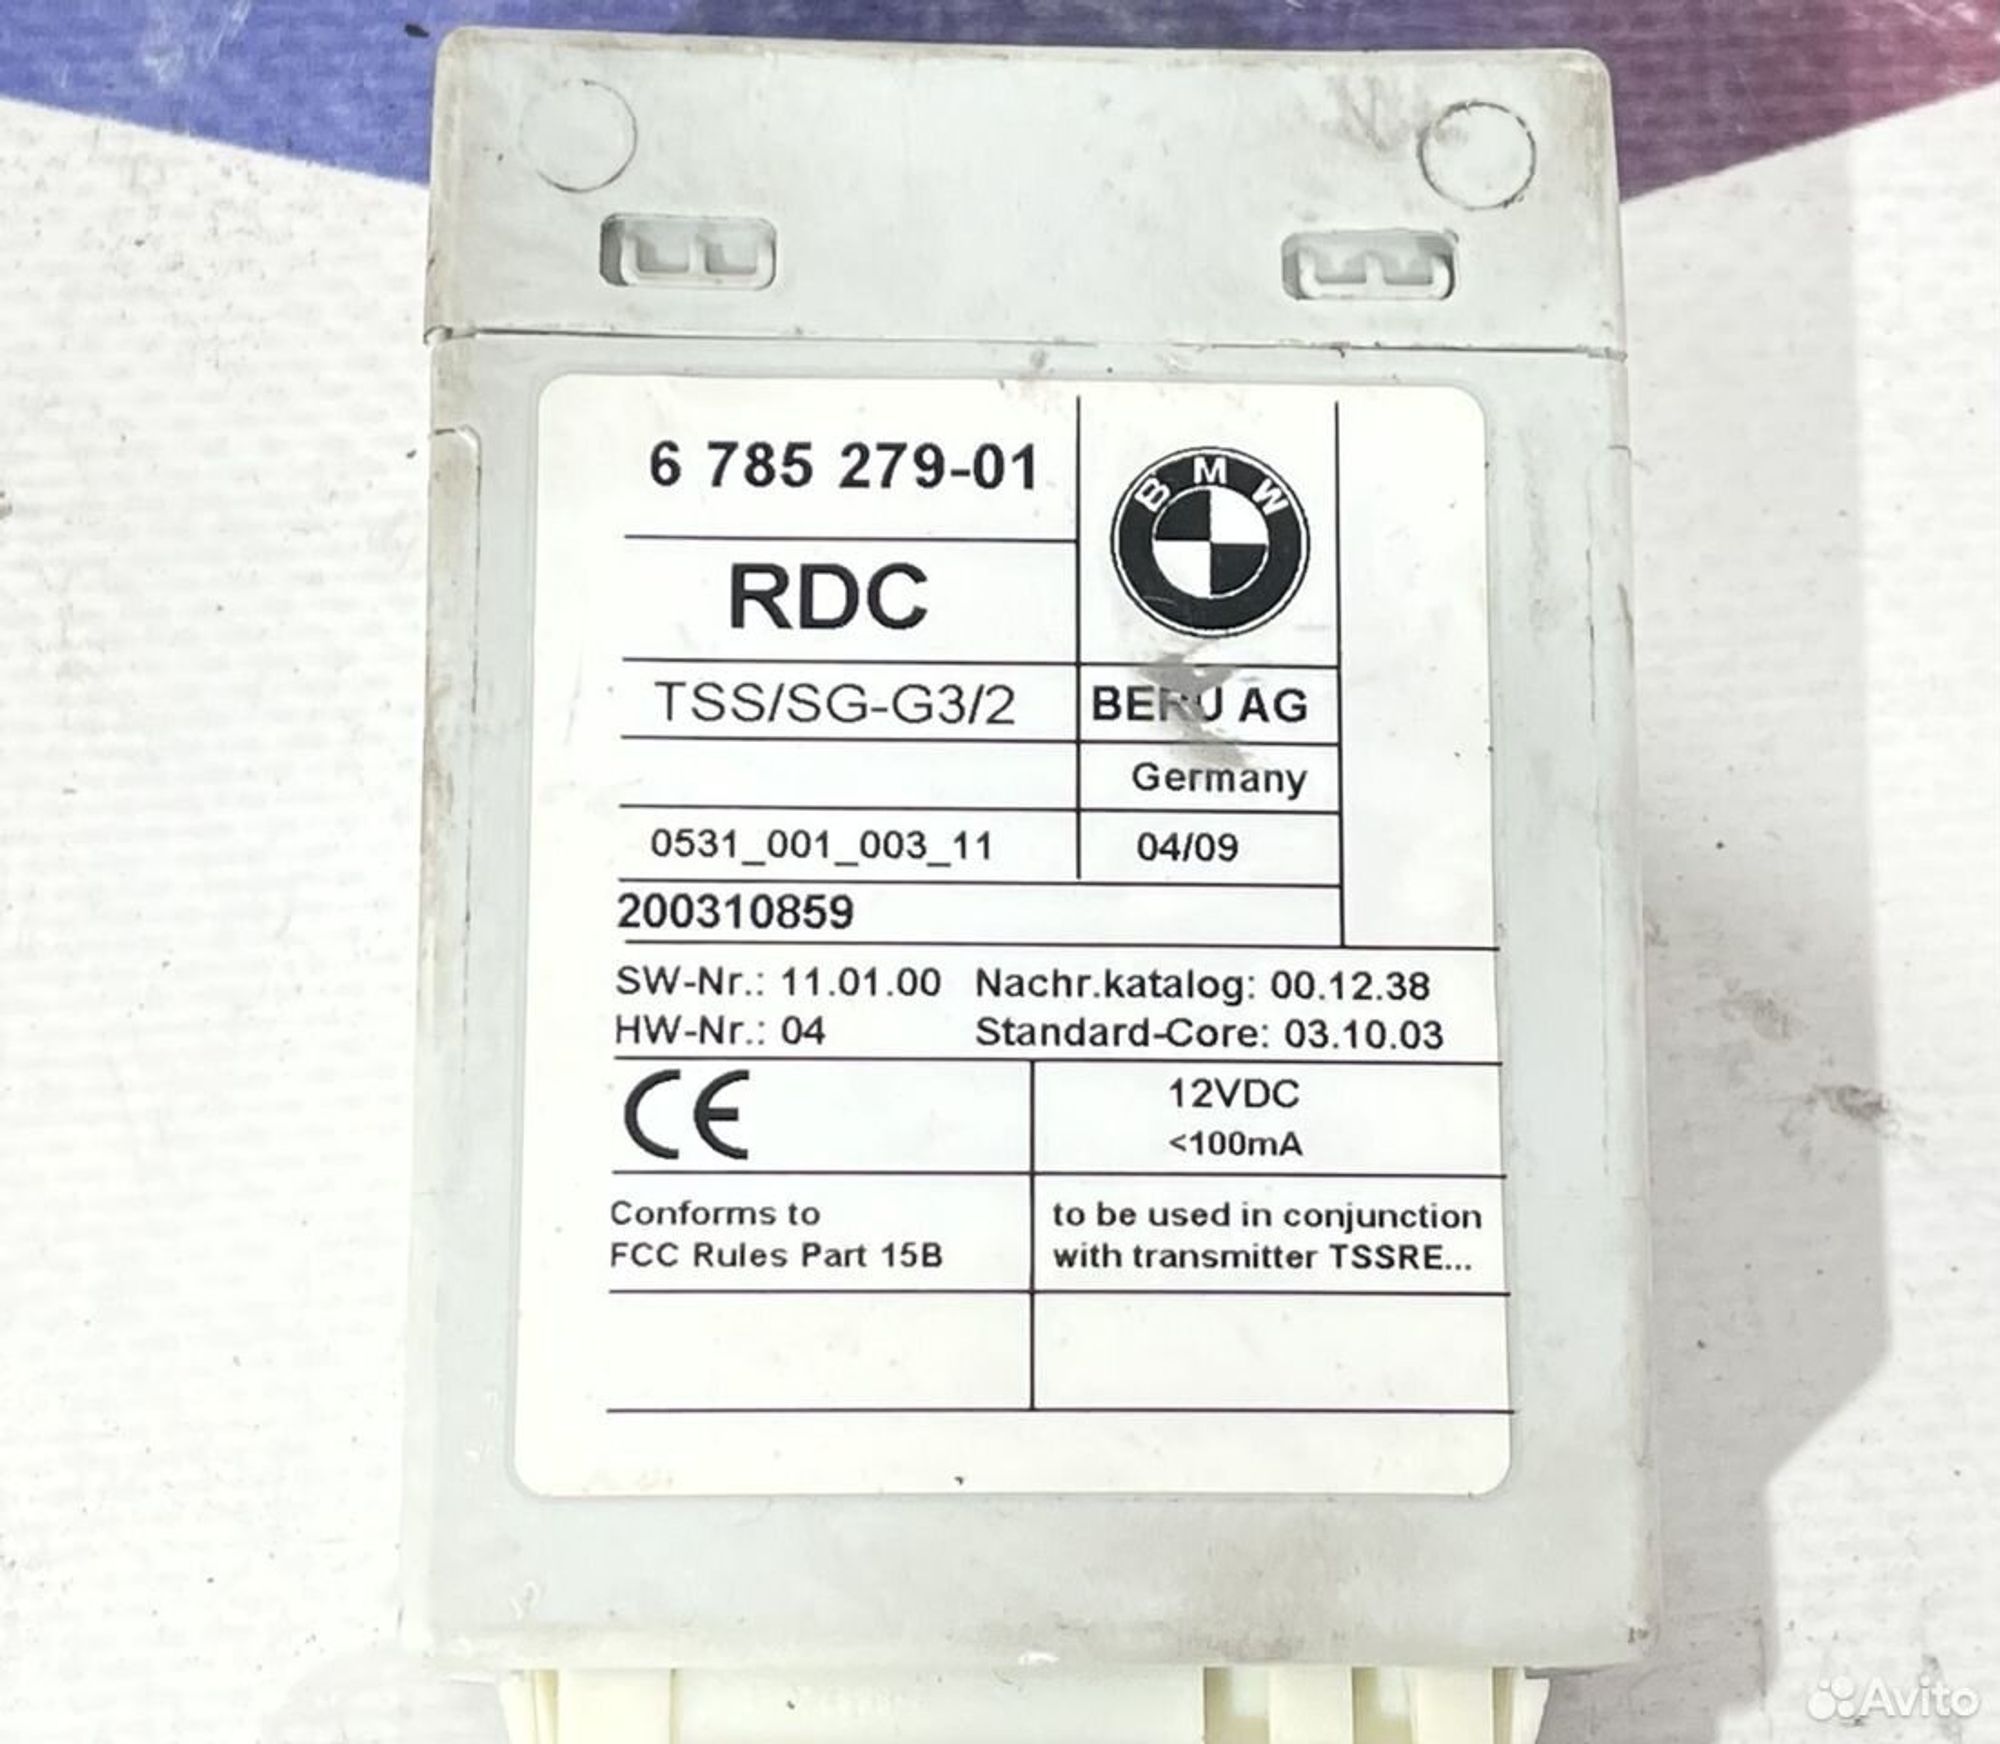 6 785 279-01
BMW
RDC
TSS/SG-G3/2
BERU AG
Germany
0531_001_003_11
04/09
200310859
SW-Nr.: 11.01.00 Nachr.katalog: 00.12.38
HW-Nr.: 04 Standard-Core: 03.10.03
CE
12VDC
<100mA
Conforms to
FCC Rules Part 15B
to be used in conjunction
with transmitter TSSRE...
Avito